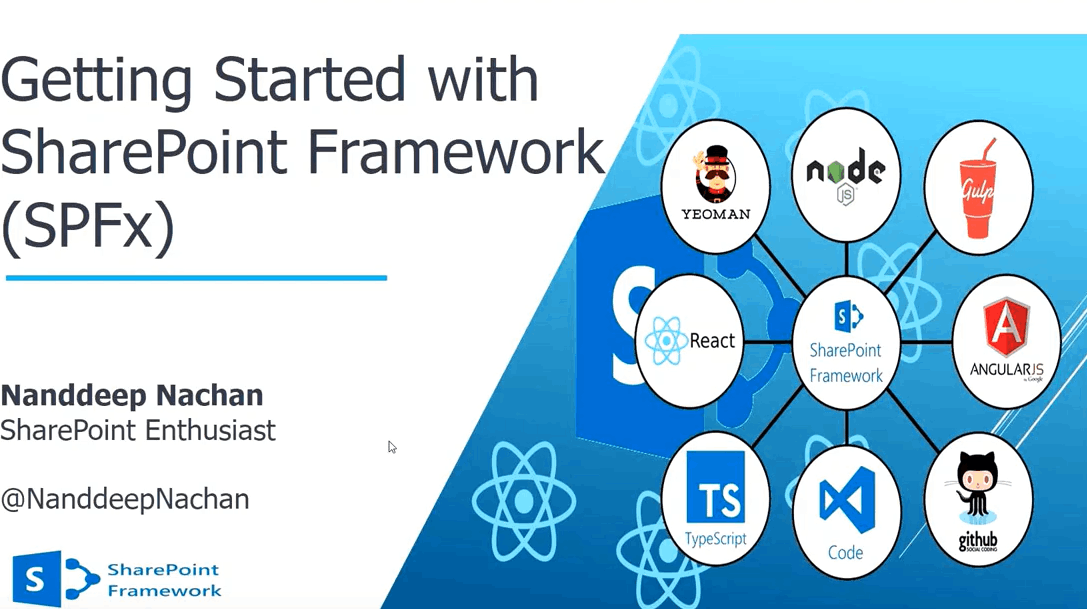 Getting Started with
SharePoint Framework
(SPFx)
Nanddeep Nachan
SharePoint Enthusiast
@NanddeepNachan
S
SharePoint
Framework
S
YEOMAN
node
JS
Gulp
React
S
SharePoint
Framework
A
ANGULARJS
by Google
TS
TypeScript
Code
github
SOCIAL CODING